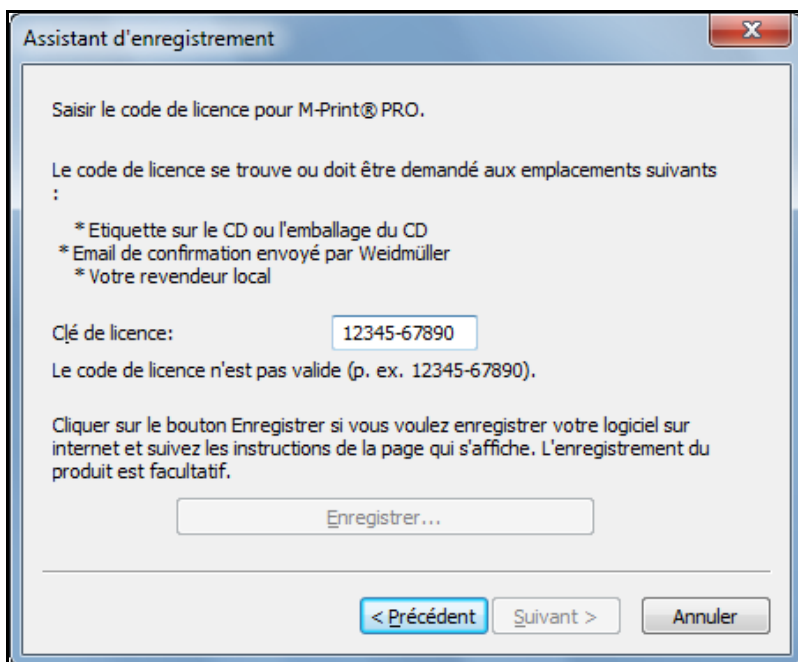 Assistant d'enregistrement
Saisir le code de licence pour M-Print® PRO.
Le code de licence se trouve ou doit être demandé aux emplacements suivants
:
* Etiquette sur le CD ou l'emballage du CD
* Email de confirmation envoyé par Weidmüller
* Votre revendeur local
Clé de licence: 12345-67890
Le code de licence n'est pas valide (p. ex. 12345-67890).
Cliquer sur le bouton Enregistrer si vous voulez enregistrer votre logiciel sur
internet et suivez les instructions de la page qui s'affiche. L'enregistrement du
produit est facultatif.
Enregistrer...
< Précédent Suivant > Annuler